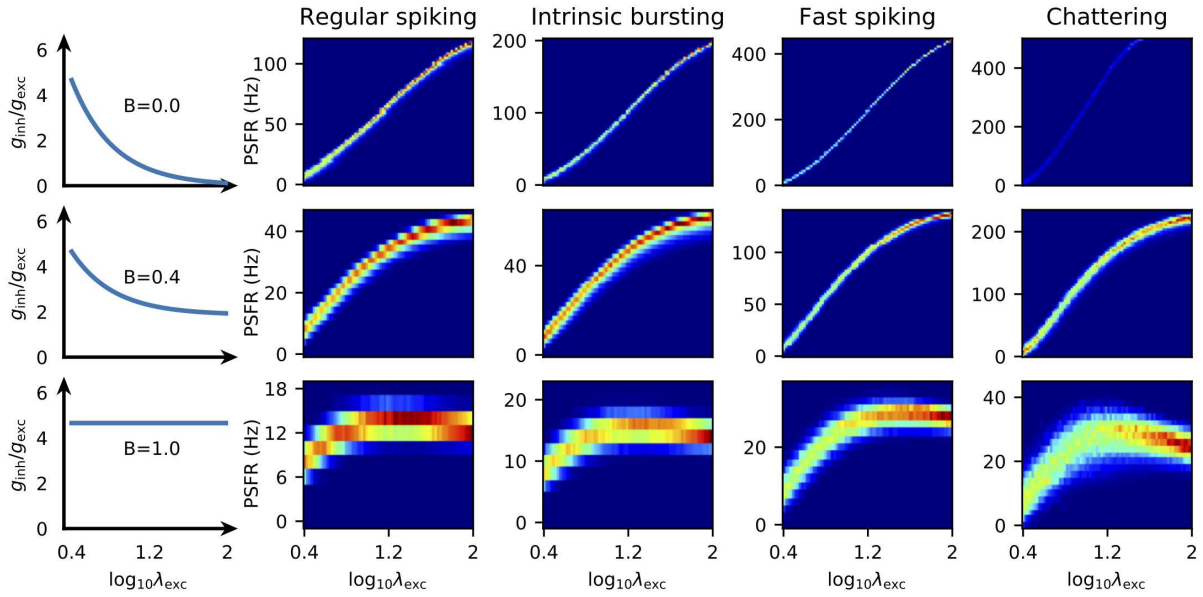 Regular spiking Intrinsic bursting Fast spiking Chattering
g_inh/g_exc
6
4
2
0
B=0.0
PSFR (Hz)
100
50
0
200
100
0
400
200
0
400
200
0
g_inh/g_exc
6
4
2
0
B=0.4
PSFR (Hz)
40
20
0
40
0
100
50
0
200
100
0
g_inh/g_exc
6
4
2
0
B=1.0
PSFR (Hz)
18
12
6
0
20
10
0
20
0
40
20
0
0.4 1.2 2
0.4 1.2 2
0.4 1.2 2
0.4 1.2 2
0.4 1.2 2
log10λexc log10λexc log10λexc log10λexc log10λexc